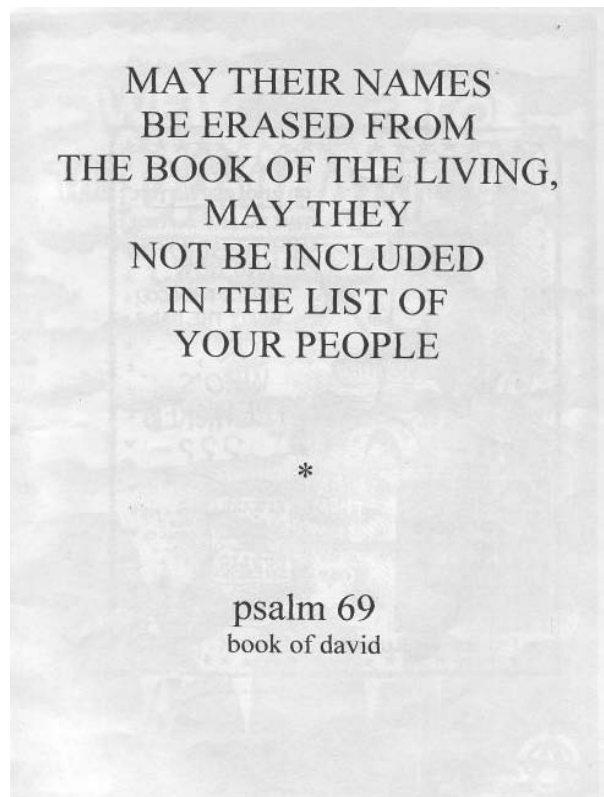 MAY THEIR NAMES
BE ERASED FROM
THE BOOK OF THE LIVING,
MAY THEY
NOT BE INCLUDED
IN THE LIST OF
YOUR PEOPLE
*
psalm 69
book of david